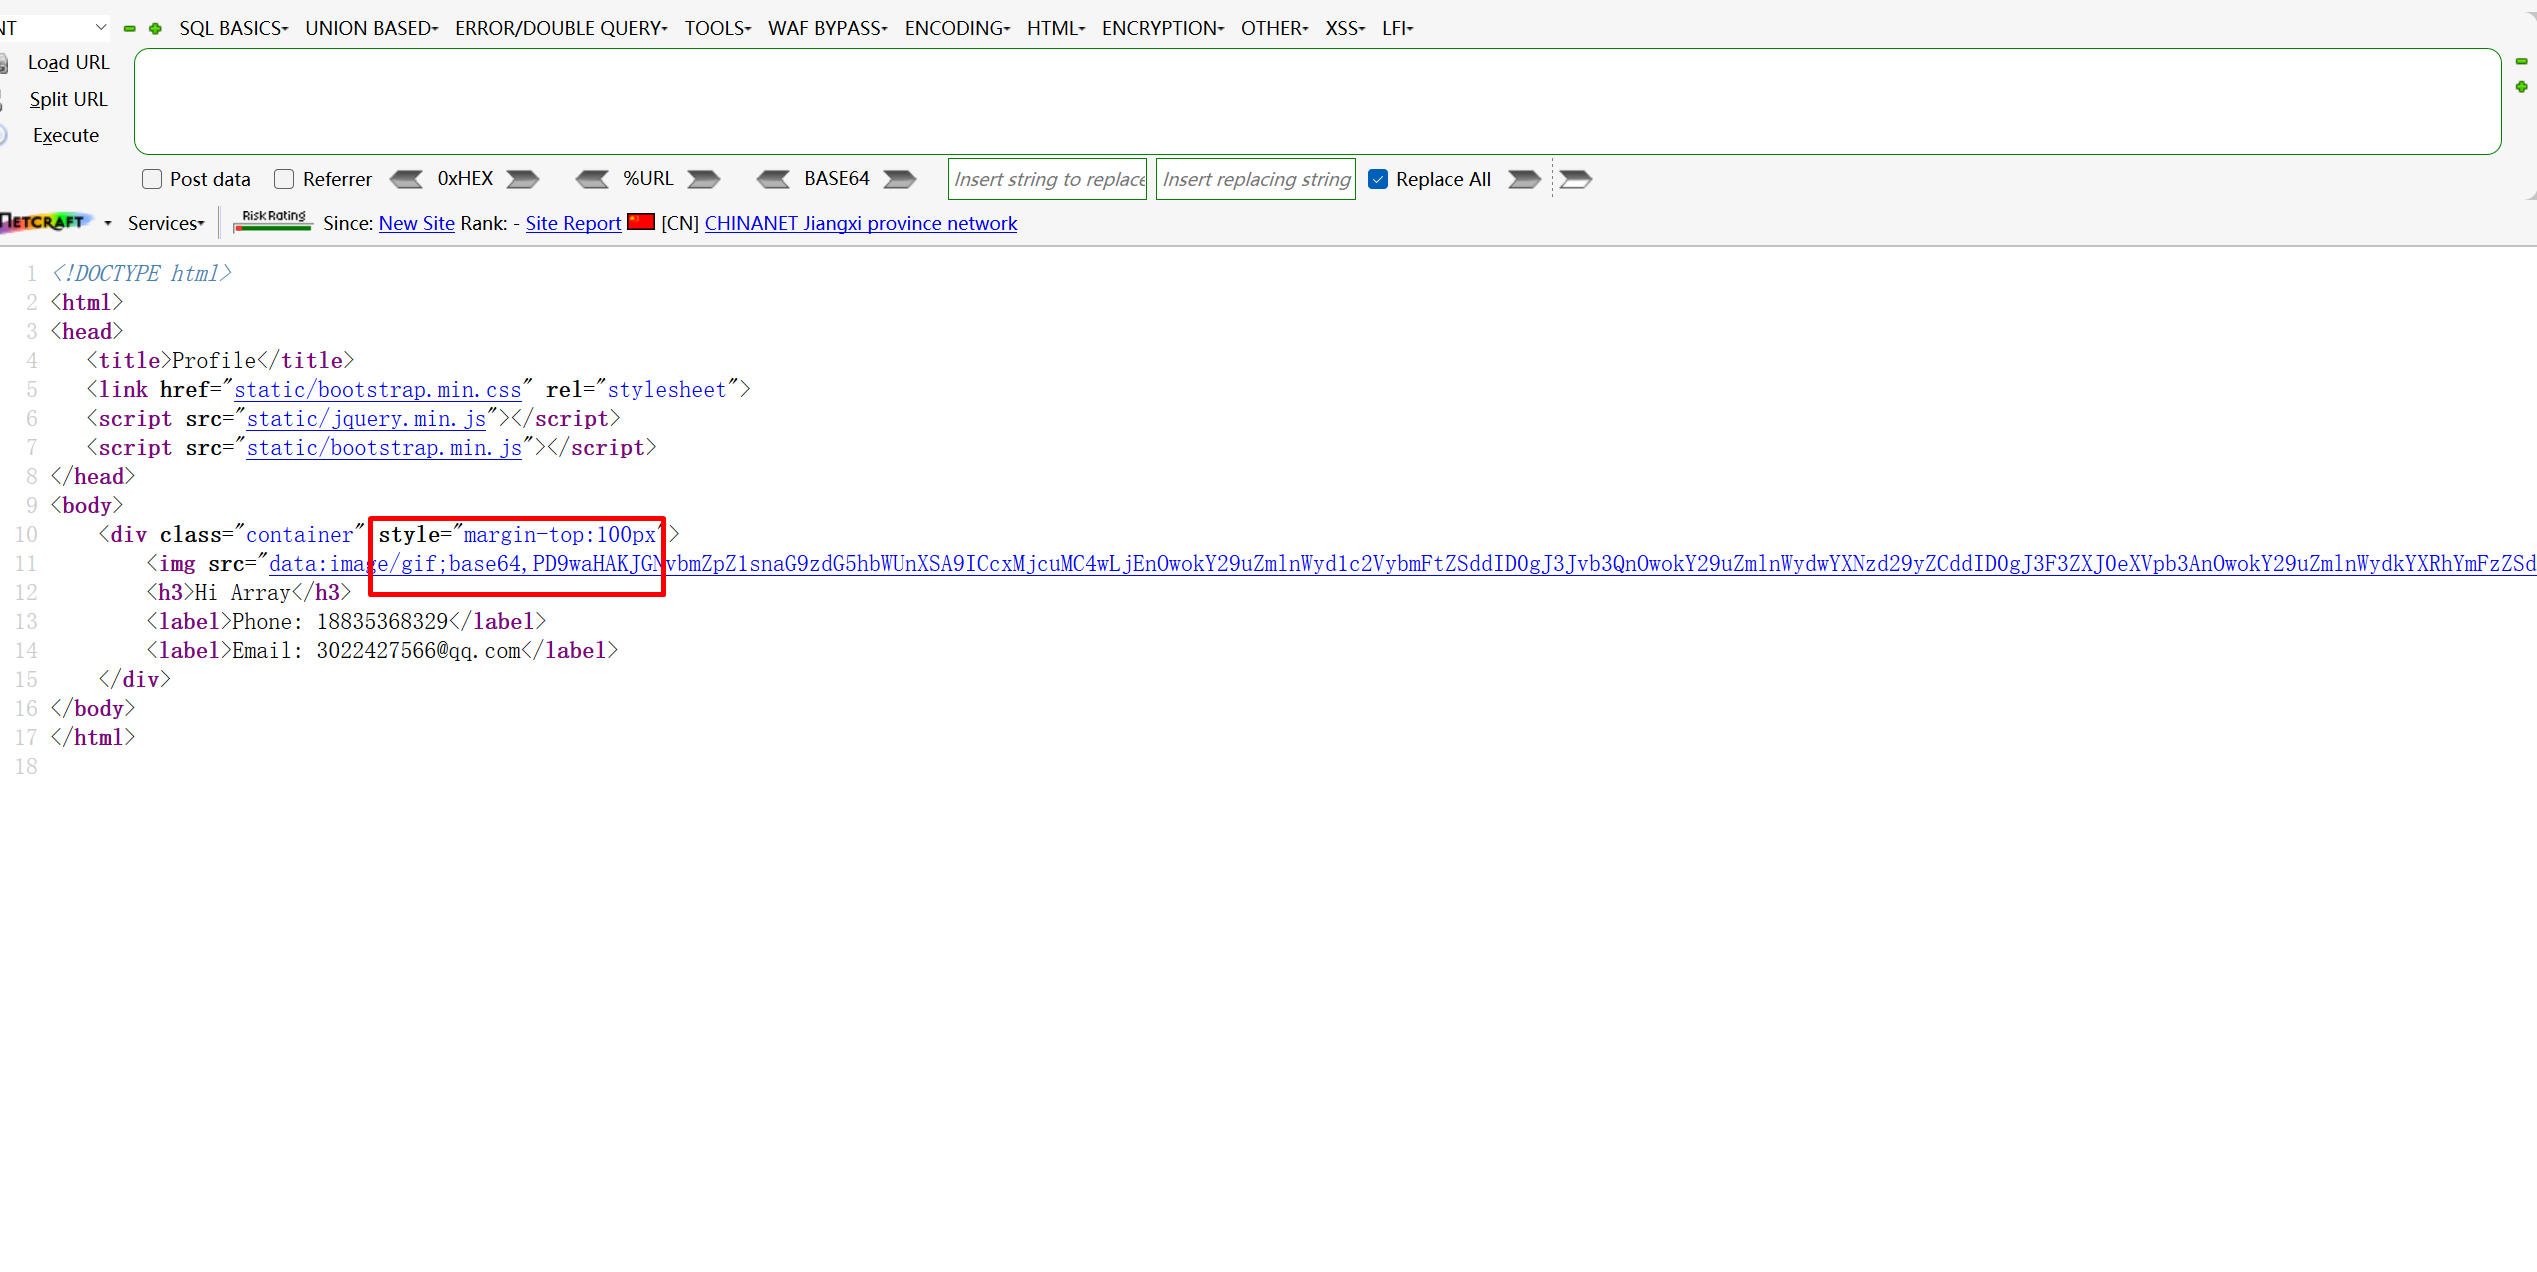 NT SQL BASICS UNION BASED ERROR/DOUBLE QUERY TOOLS WAF BYPASS ENCODING HTML ENCRYPTION OTHER XSS LFI
Load URL
Split URL
Execute
Post data Referrer 0xHEX %URL BASE64 Insert string to replace Insert replacing string Replace All
NETCRAFT Services Risk Rating Since: New Site Rank: - Site Report [CN] CHINANET Jiangxi province network
1 <!DOCTYPE html>
2 <html>
3 <head>
4 <title>Profile</title>
5 <link href="static/bootstrap.min.css" rel="stylesheet">
6 <script src="static/jquery.min.js"></script>
7 <script src="static/bootstrap.min.js"></script>
8 </head>
9 <body>
10 <div class="container" style="margin-top:100px">
11 <img src="data:image/gif;base64,PD9waHAKJGNvbmZpZ1snaG9zdG5hbWUnXSA9ICcxMjcuMC4wLjEnOwokY29uZmlnWyd1c2VybmFtZSddID0gJ3Jvb3QnOwokY29uZmlnWydwYXNzd29yZCddID0gJ3F3ZXJ0eXVpb3AnOwokY29uZmlnWydkYXRhYmFzZSd
12 <h3>Hi Array</h3>
13 <label>Phone: 18835368329</label>
14 <label>Email: 3022427566@qq.com</label>
15 </div>
16 </body>
17 </html>
18